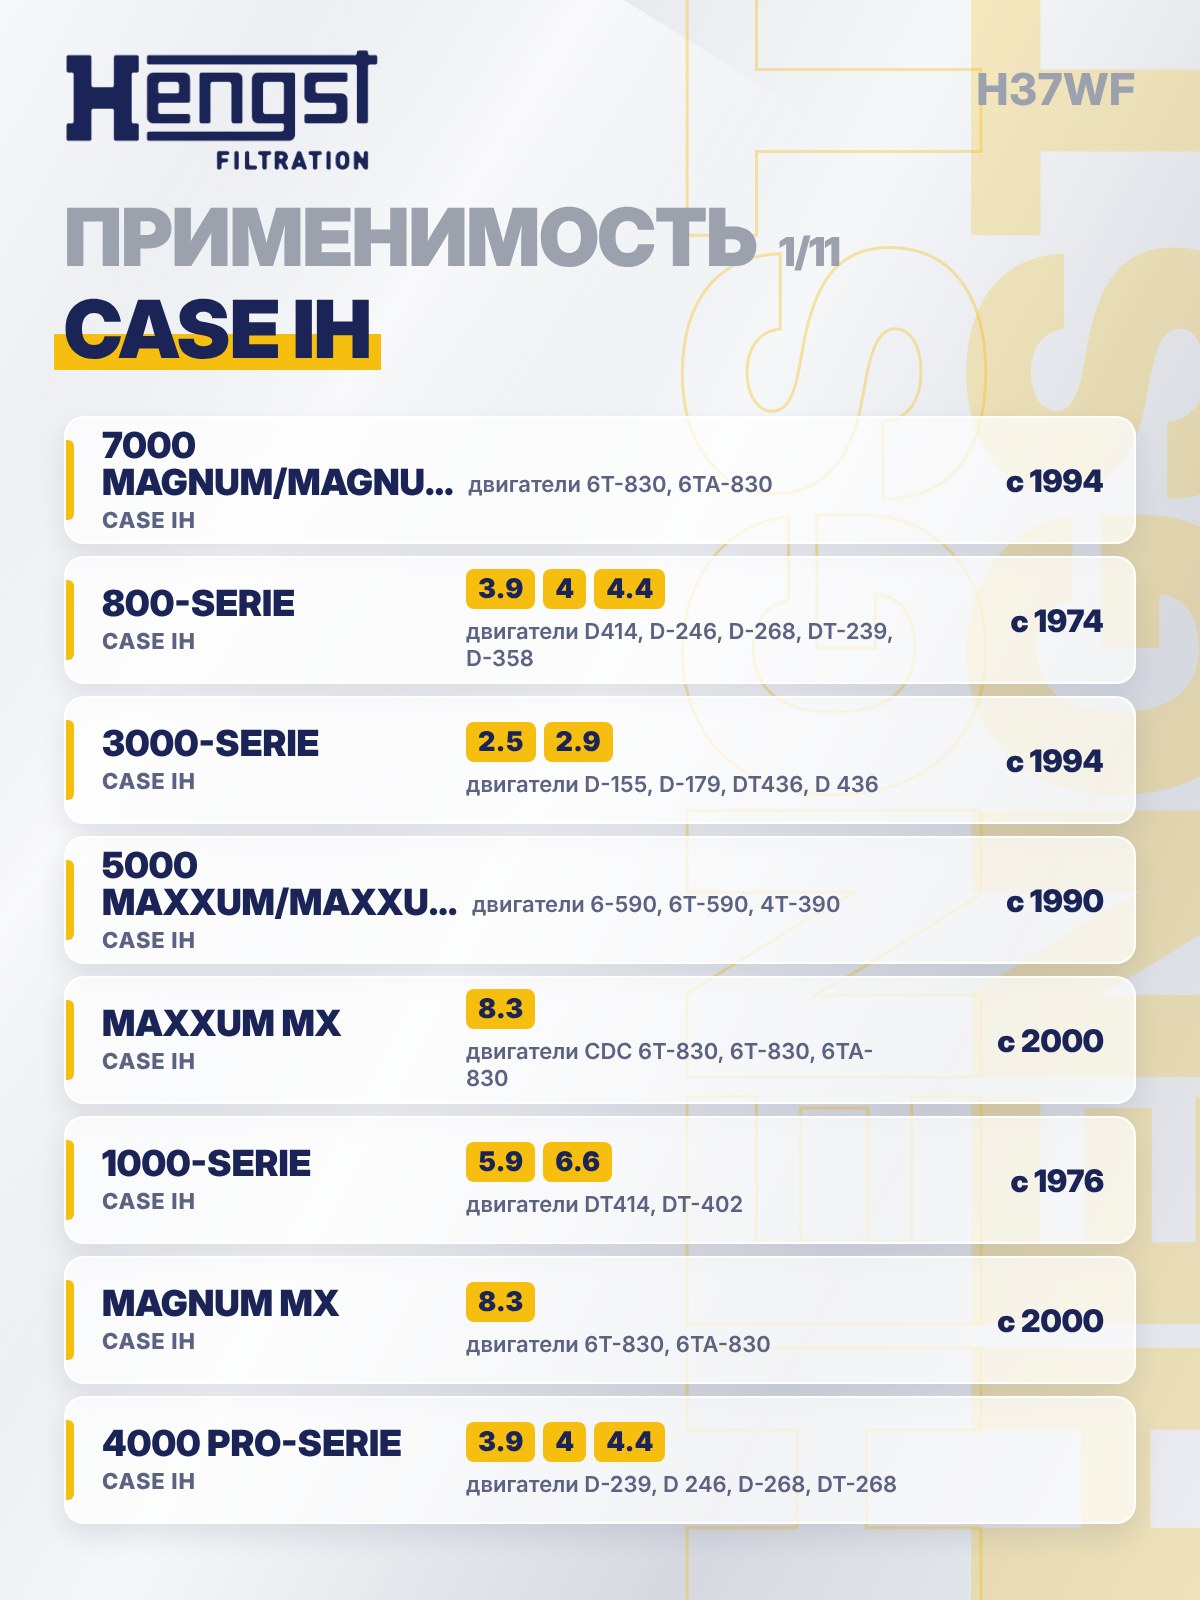 Hengst
FILTRATION
H37WF
ПРИМЕНИМОСТЬ 1/11
CASE IH
7000
MAGNUM/MAGNU...
CASE IH
двигатели 6T-830, 6TA-830
с 1994
800-SERIE
CASE IH
3.9 4 4.4
двигатели D414, D-246, D-268, DT-239,
D-358
с 1974
3000-SERIE
CASE IH
2.5 2.9
двигатели D-155, D-179, DT436, D 436
с 1994
5000
MAXXUM/MAXXU...
CASE IH
двигатели 6-590, 6T-590, 4T-390
с 1990
MAXXUM MX
CASE IH
8.3
двигатели CDC 6T-830, 6T-830, 6TA-
830
с 2000
1000-SERIE
CASE IH
5.9 6.6
двигатели DT414, DT-402
с 1976
MAGNUM MX
CASE IH
8.3
двигатели 6T-830, 6TA-830
с 2000
4000 PRO-SERIE
CASE IH
3.9 4 4.4
двигатели D-239, D 246, D-268, DT-268
HENGST
HENGST